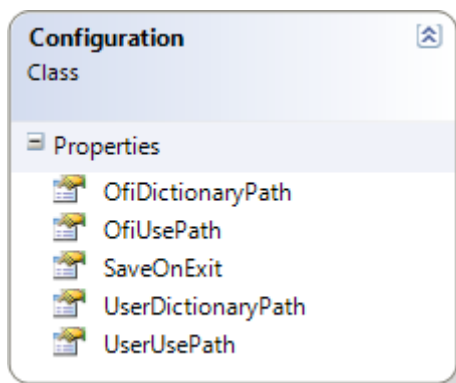 Configuration
Class
Properties
OfiDictionaryPath
OfiUsePath
SaveOnExit
UserDictionaryPath
UserUsePath